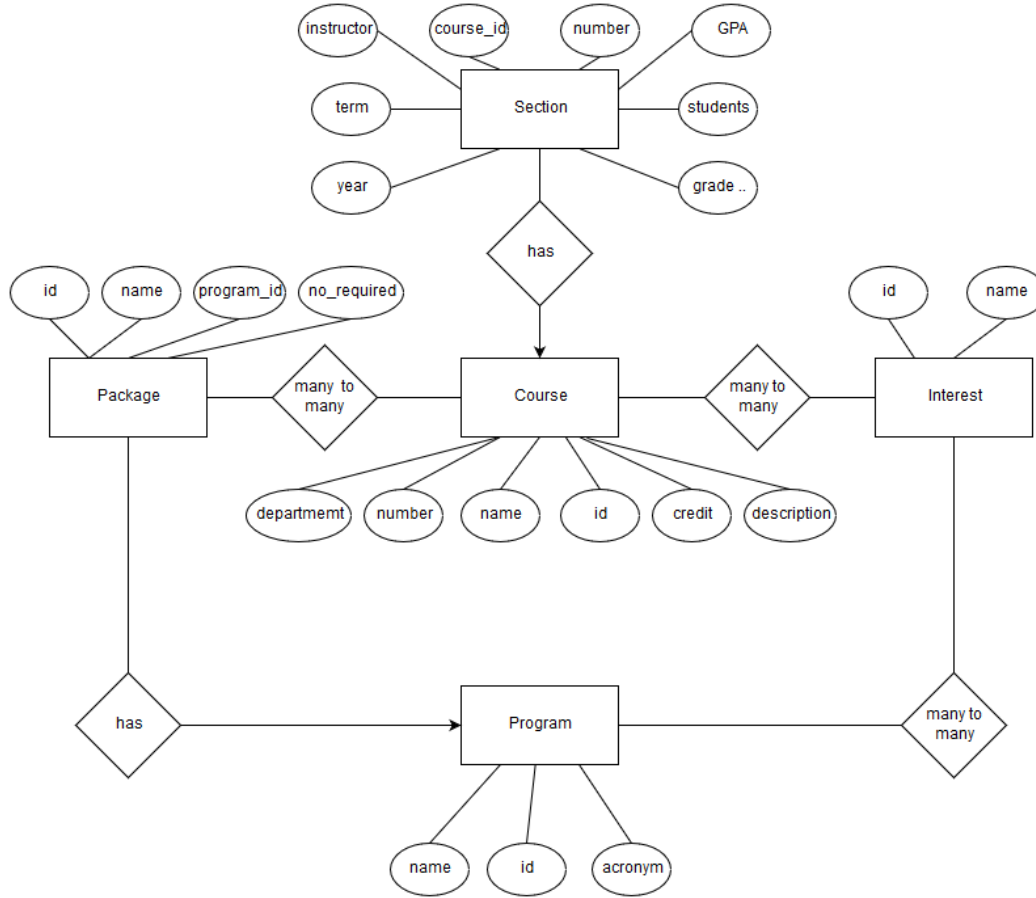 instructor
course_id
number
GPA
term
Section
students
year
grade ..
has
id
name
program_id
no_required
id
name
Package
many to
many
Course
many to
many
Interest
departmemt
number
name
id
credit
description
has
Program
many to
many
name
id
acronym